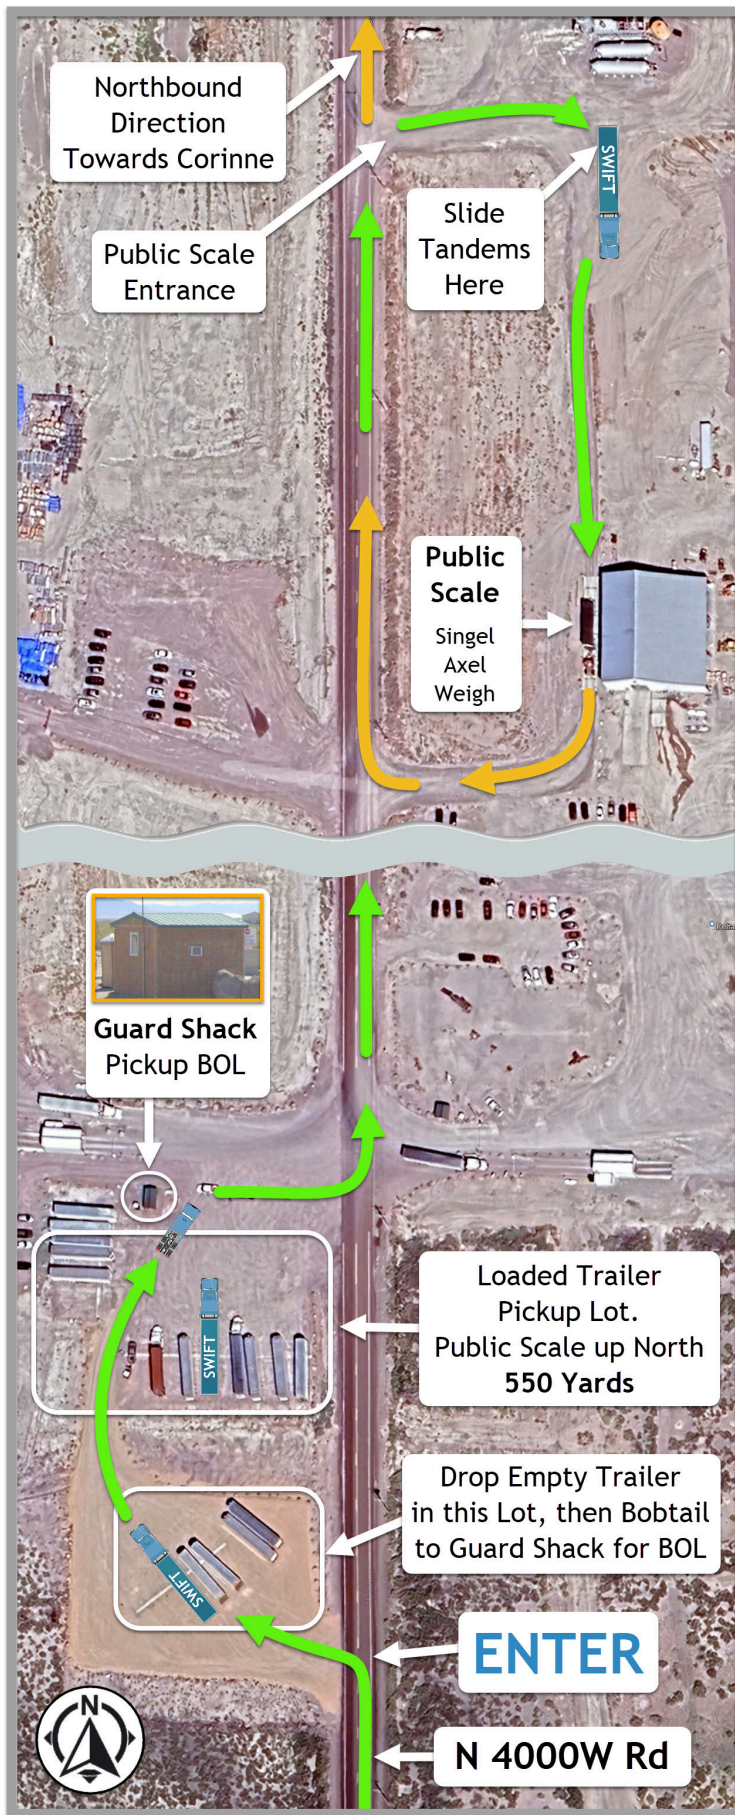 Northbound
Direction
Towards Corinne
SWIFT
Public Scale
Entrance
Slide
Tandems
Here
Public
Scale
Singel
Axel
Weigh
Guard Shack
Pickup BOL
Loaded Trailer
Pickup Lot.
Public Scale up North
550 Yards
SWIFT
Drop Empty Trailer
in this Lot, then Bobtail
to Guard Shack for BOL
SWIFT
ENTER
N 4000W Rd
N